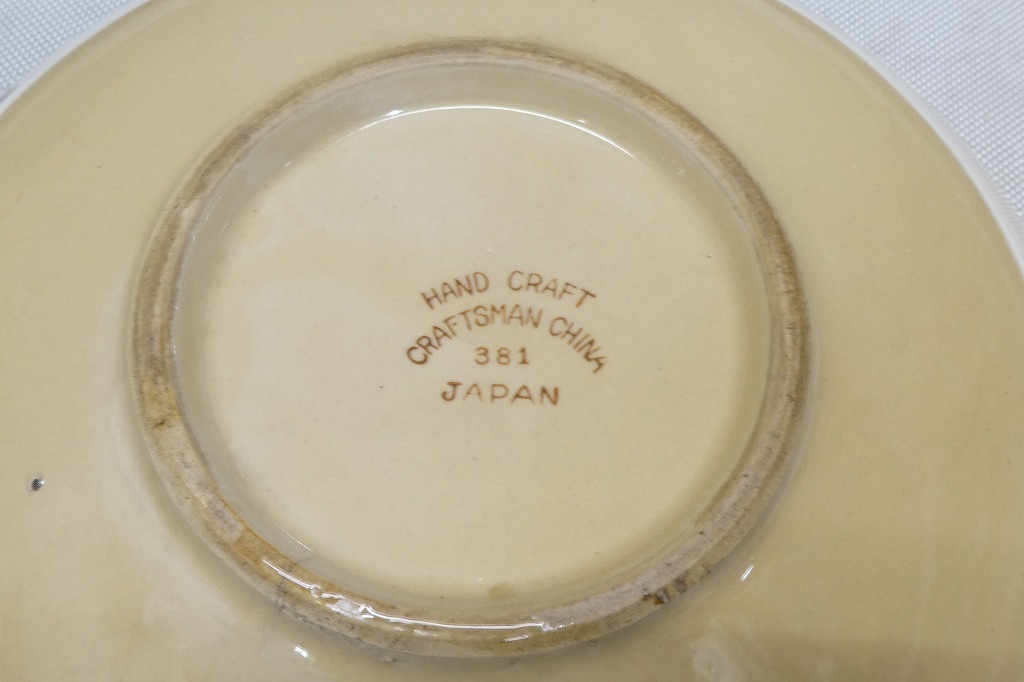 HAND CRAFT
CRAFTSMAN CHINA
381
JAPAN